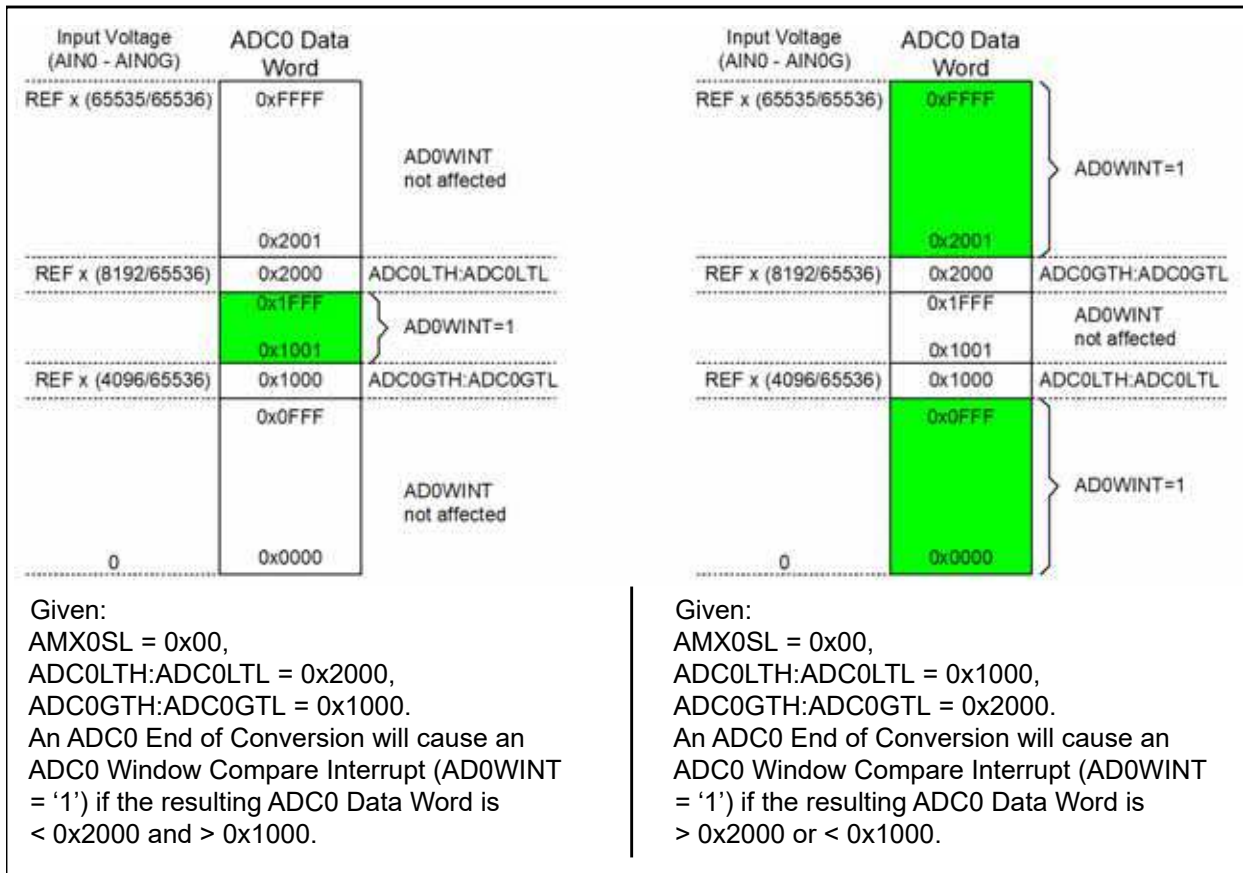 Input Voltage
(AIN0 - AIN0G)
ADC0 Data
Word
REF x (65535/65536)
0xFFFF
AD0WINT
not affected
0x2001
REF x (8192/65536)
0x2000
ADC0LTH:ADC0LTL
0x1FFF
AD0WINT=1
0x1001
REF x (4096/65536)
0x1000
ADC0GTH:ADC0GTL
0x0FFF
AD0WINT
not affected
0
0x0000
Given:
AMX0SL = 0x00,
ADC0LTH:ADC0LTL = 0x2000,
ADC0GTH:ADC0GTL = 0x1000.
An ADC0 End of Conversion will cause an
ADC0 Window Compare Interrupt (AD0WINT
= ‘1’) if the resulting ADC0 Data Word is
< 0x2000 and > 0x1000.
Input Voltage
(AIN0 - AIN0G)
ADC0 Data
Word
REF x (65535/65536)
0xFFFF
AD0WINT=1
0x2001
REF x (8192/65536)
0x2000
ADC0GTH:ADC0GTL
0x1FFF
AD0WINT
not affected
0x1001
REF x (4096/65536)
0x1000
ADC0LTH:ADC0LTL
0x0FFF
AD0WINT=1
0
0x0000
Given:
AMX0SL = 0x00,
ADC0LTH:ADC0LTL = 0x1000,
ADC0GTH:ADC0GTL = 0x2000.
An ADC0 End of Conversion will cause an
ADC0 Window Compare Interrupt (AD0WINT
= ‘1’) if the resulting ADC0 Data Word is
> 0x2000 or < 0x1000.